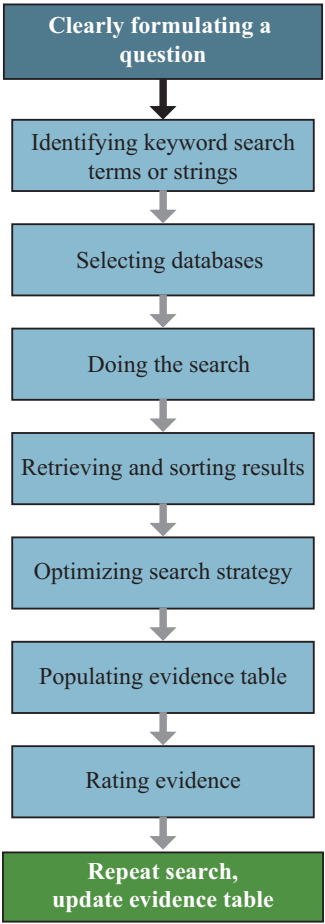 Clearly formulating a
question
Identifying keyword search
terms or strings
Selecting databases
Doing the search
Retrieving and sorting results
Optimizing search strategy
Populating evidence table
Rating evidence
Repeat search,
update evidence table